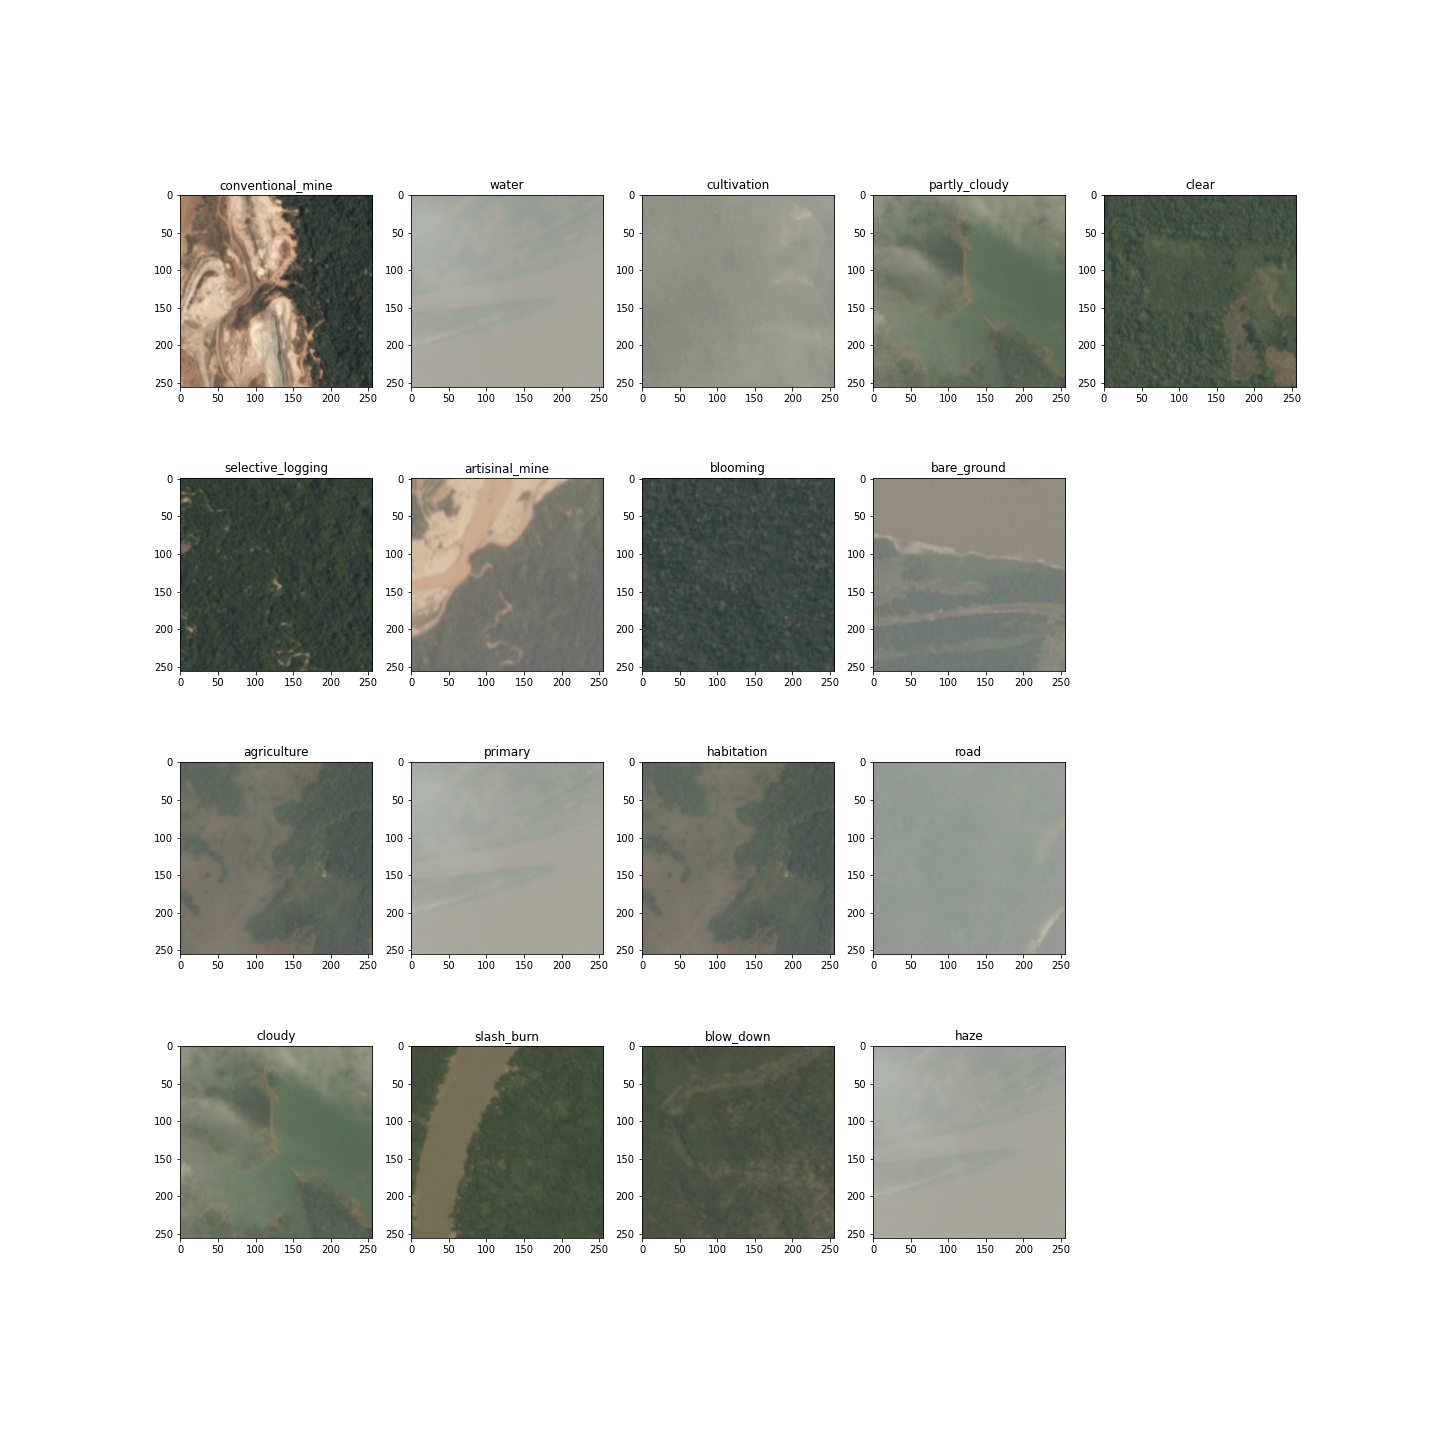 conventional_mine water cultivation partly_cloudy clear
0 0 0 0 0
50 50 50 50 50
100 100 100 100 100
150 150 150 150 150
200 200 200 200 200
250 250 250 250 250
0 50 100 150 200 250 0 50 100 150 200 250 0 50 100 150 200 250 0 50 100 150 200 250 0 50 100 150 200 250
selective_logging artisinal_mine blooming bare_ground
0 0 0 0
50 50 50 50
100 100 100 100
150 150 150 150
200 200 200 200
250 250 250 250
0 50 100 150 200 250 0 50 100 150 200 250 0 50 100 150 200 250 0 50 100 150 200 250
agriculture primary habitation road
0 0 0 0
50 50 50 50
100 100 100 100
150 150 150 150
200 200 200 200
250 250 250 250
0 50 100 150 200 250 0 50 100 150 200 250 0 50 100 150 200 250 0 50 100 150 200 250
cloudy slash_burn blow_down haze
0 0 0 0
50 50 50 50
100 100 100 100
150 150 150 150
200 200 200 200
250 250 250 250
0 50 100 150 200 250 0 50 100 150 200 250 0 50 100 150 200 250 0 50 100 150 200 250